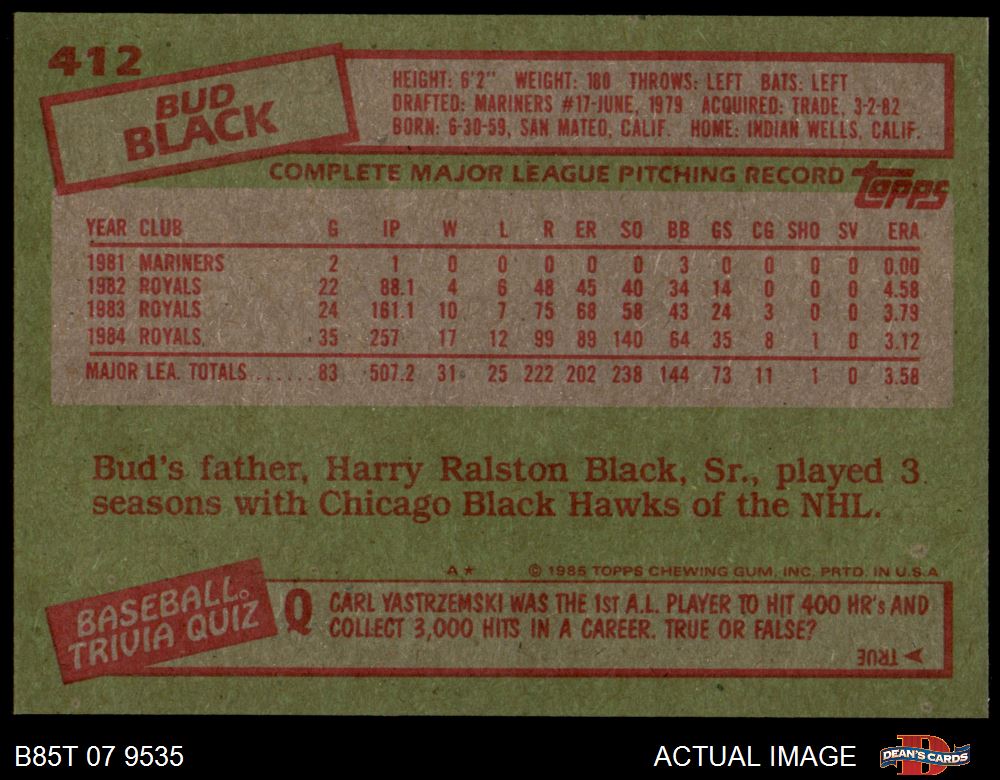 412
BUD
BLACK
HEIGHT: 6'2" WEIGHT: 180 THROWS: LEFT BATS: LEFT
DRAFTED: MARINERS #17-JUNE, 1979 ACQUIRED: TRADE, 3-2-82
BORN: 6-30-59, SAN MATEO, CALIF. HOME: INDIAN WELLS, CALIF.
COMPLETE MAJOR LEAGUE PITCHING RECORD topps
YEAR CLUB G IP W L R ER SO BB GS CG SHO SV ERA
1981 MARINERS 2 1 0 0 0 0 0 3 0 0 0 0 0.00
1982 ROYALS 22 88.1 4 6 48 45 40 34 14 0 0 0 4.58
1983 ROYALS 24 161.1 10 7 75 68 58 43 24 3 0 0 3.79
1984 ROYALS 35 257 17 12 99 89 140 64 35 8 1 0 3.12
MAJOR LEA. TOTALS...... 83 507.2 31 25 222 202 238 144 73 11 1 0 3.58
Bud's father, Harry Ralston Black, Sr., played 3
seasons with Chicago Black Hawks of the NHL.
A* © 1985 TOPPS CHEWING GUM, INC. PRTD. IN U.S.A
BASEBALL
TRIVIA QUIZ
Q CARL YASTRZEMSKI WAS THE 1ST A.L. PLAYER TO HIT 400 HR's AND
COLLECT 3,000 HITS IN A CAREER. TRUE OR FALSE?
TRUE
B85T 07 9535 ACTUAL IMAGE DEAN'S CARDS